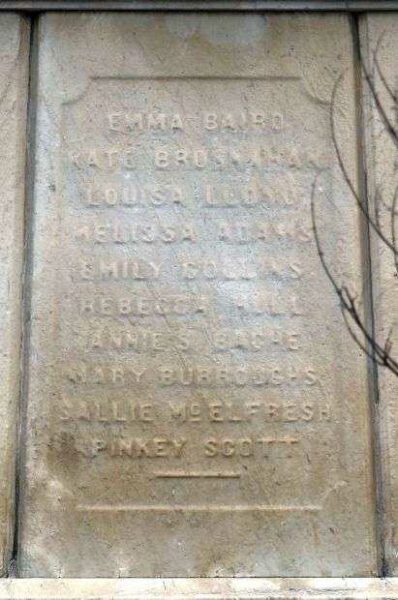 EMMA BAIRD
KATE BROSNAHAN
LOUISA LLOYD
MELISSA ADAMS
EMILY COLLINS
REBECCA HULL
ANNIE S. BACHE
MARY BURROUGHS
SALLIE McELFRESH
PINKEY SCOTT